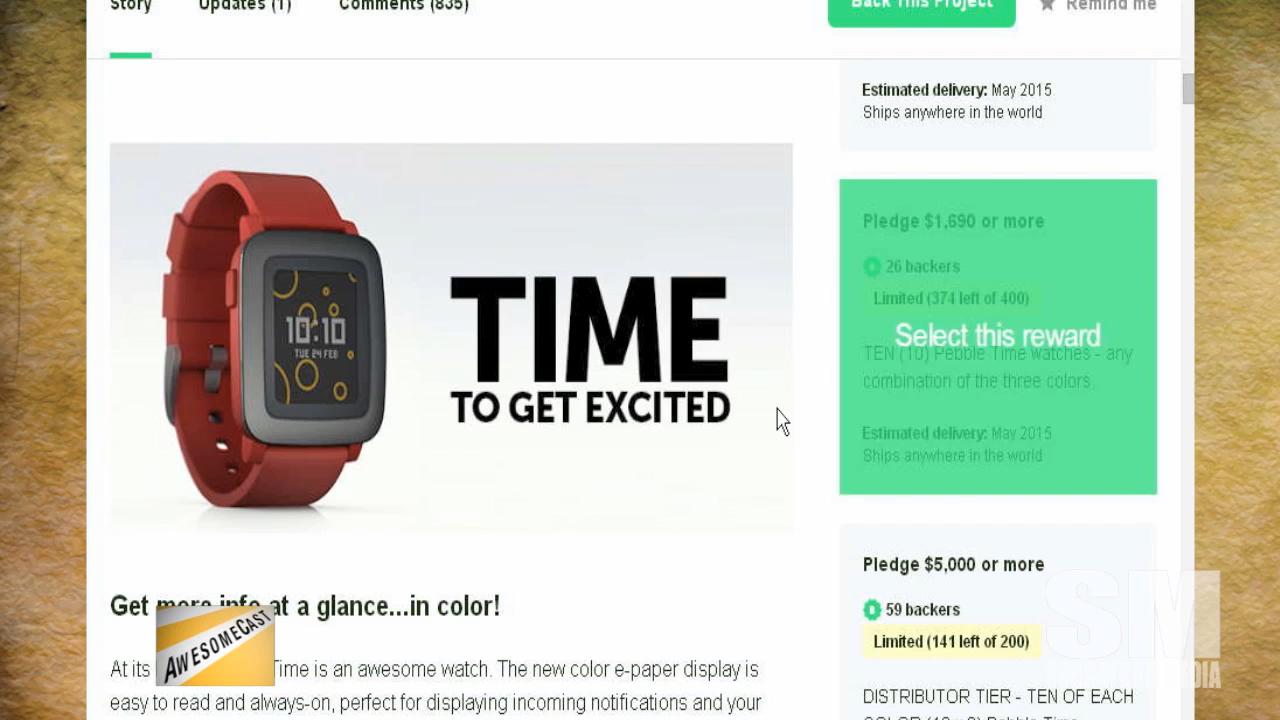 Story Updates (1) Comments (835)
Back This Project Remind me
Estimated delivery: May 2015
Ships anywhere in the world
10:10
TUE 24 FEB
TIME
TO GET EXCITED
Pledge $1,690 or more
26 backers
Limited (374 left of 400)
Select this reward
TEN (10) Pebble Time watches - any
combination of the three colors.
Estimated delivery: May 2015
Ships anywhere in the world
Get more info at a glance...in color!
At its Time is an awesome watch. The new color e-paper display is
easy to read and always-on, perfect for displaying incoming notifications and your
AWESOMECAST
Pledge $5,000 or more
59 backers
Limited (141 left of 200)
DISTRIBUTOR TIER - TEN OF EACH
COLOR
Pebble Time
SM